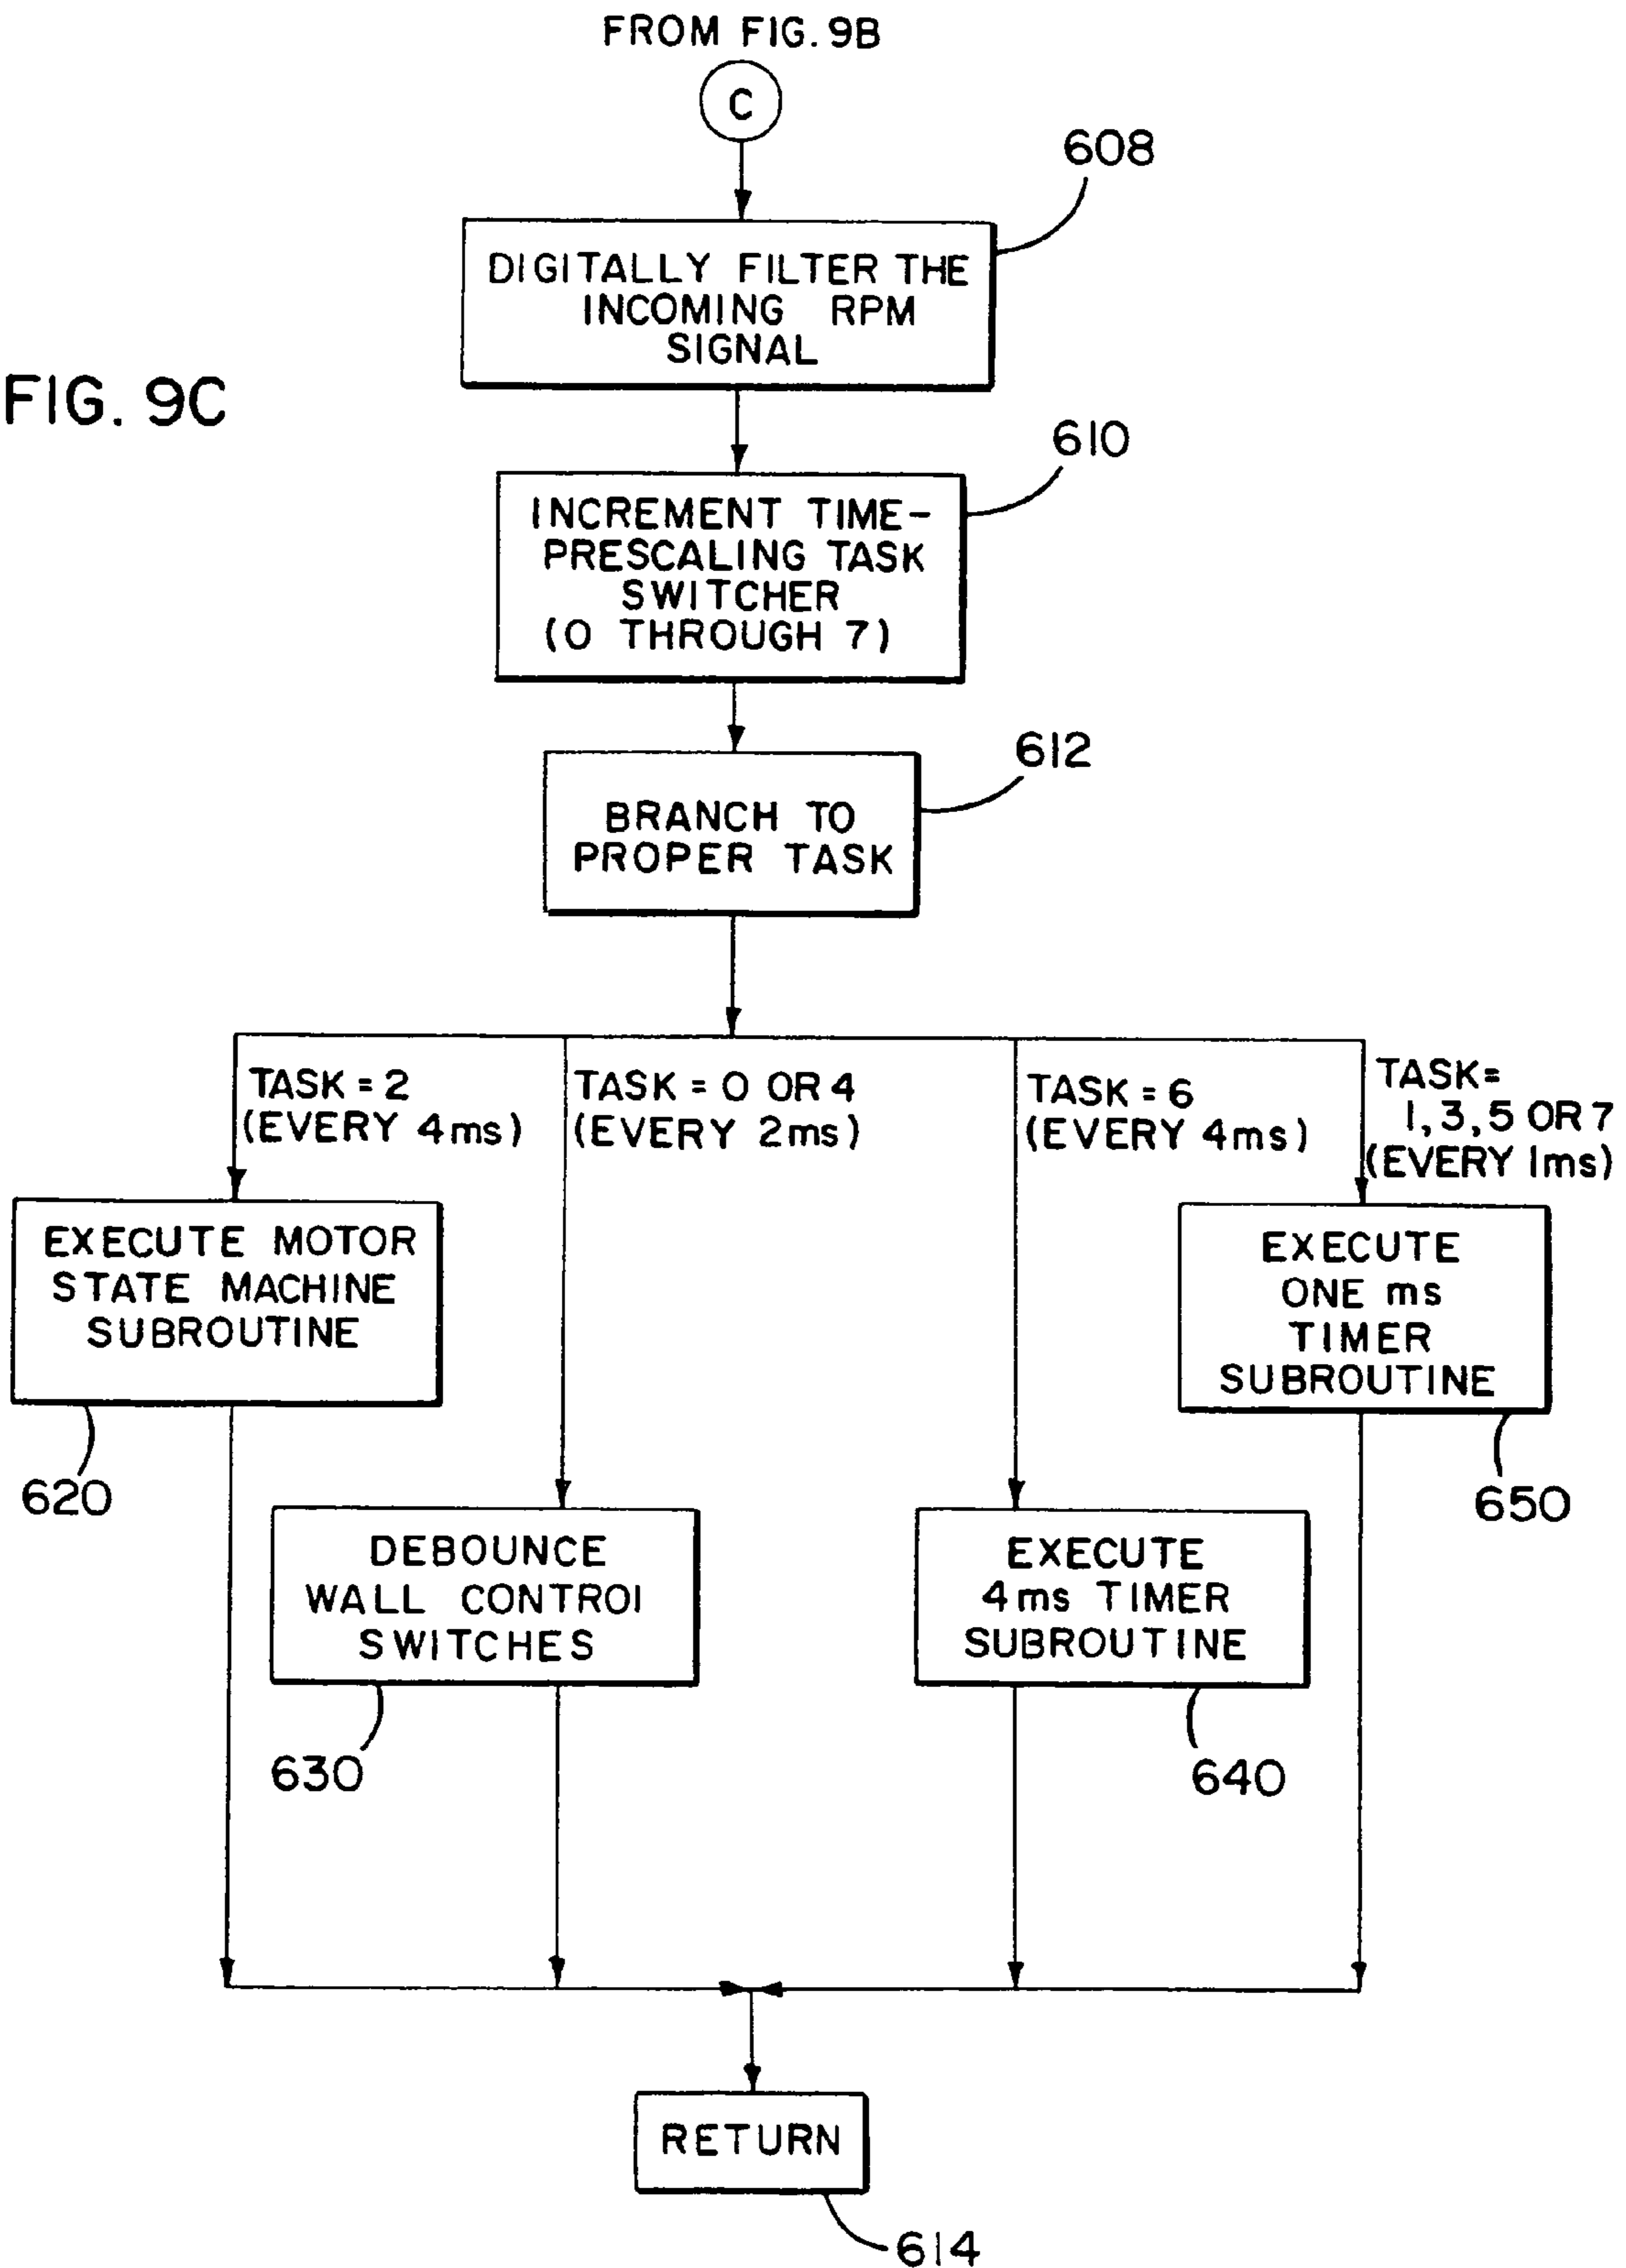 FROM FIG. 9B
C
608
DIGITALLY FILTER THE
INCOMING RPM
SIGNAL
FIG. 9C
610
INCREMENT TIME-
PRESCALING TASK
SWITCHER
(0 THROUGH 7)
612
BRANCH TO
PROPER TASK
TASK = 2
(EVERY 4ms)
TASK = 0 OR 4
(EVERY 2ms)
TASK = 6
(EVERY 4ms)
TASK=
1, 3, 5 OR 7
(EVERY 1ms)
EXECUTE MOTOR
STATE MACHINE
SUBROUTINE
620
EXECUTE
ONE ms
TIMER
SUBROUTINE
650
DEBOUNCE
WALL CONTROl
SWITCHES
630
EXECUTE
4ms TIMER
SUBROUTINE
640
RETURN
614